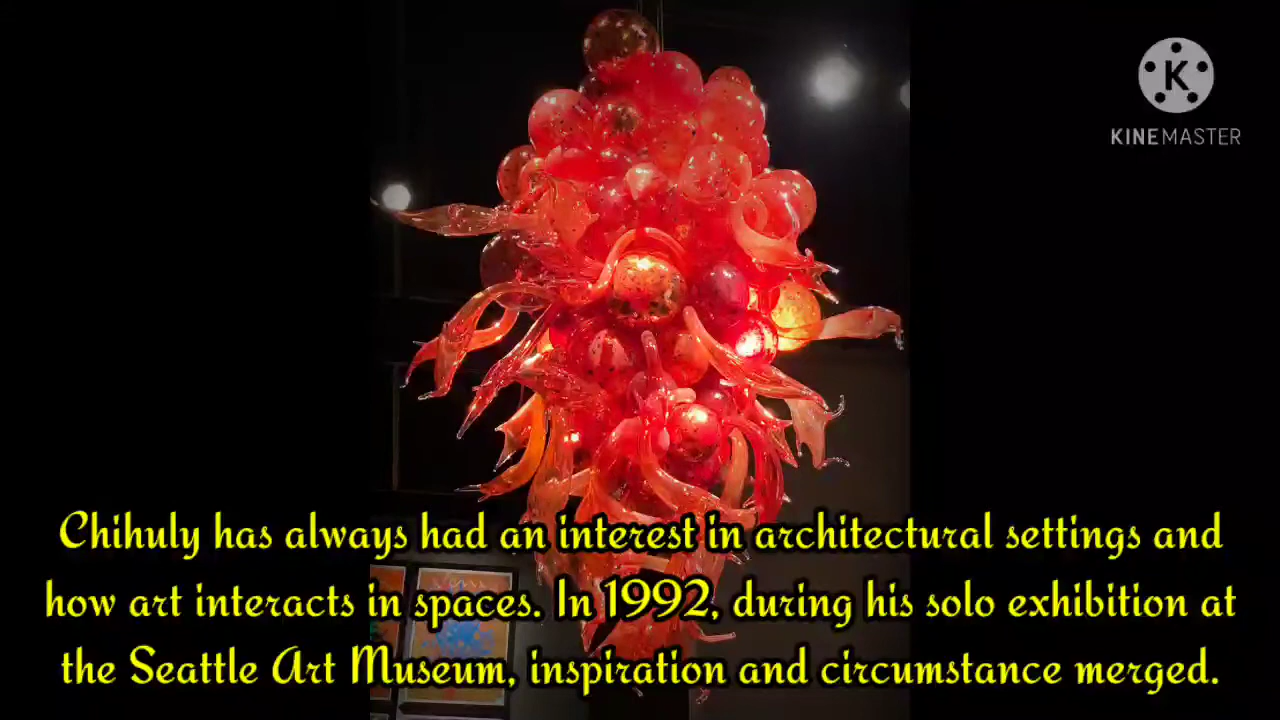 KINEMASTER
Chihuly has always had an interest in architectural settings and
how art interacts in spaces. In 1992, during his solo exhibition at
the Seattle Art Museum, inspiration and circumstance merged.